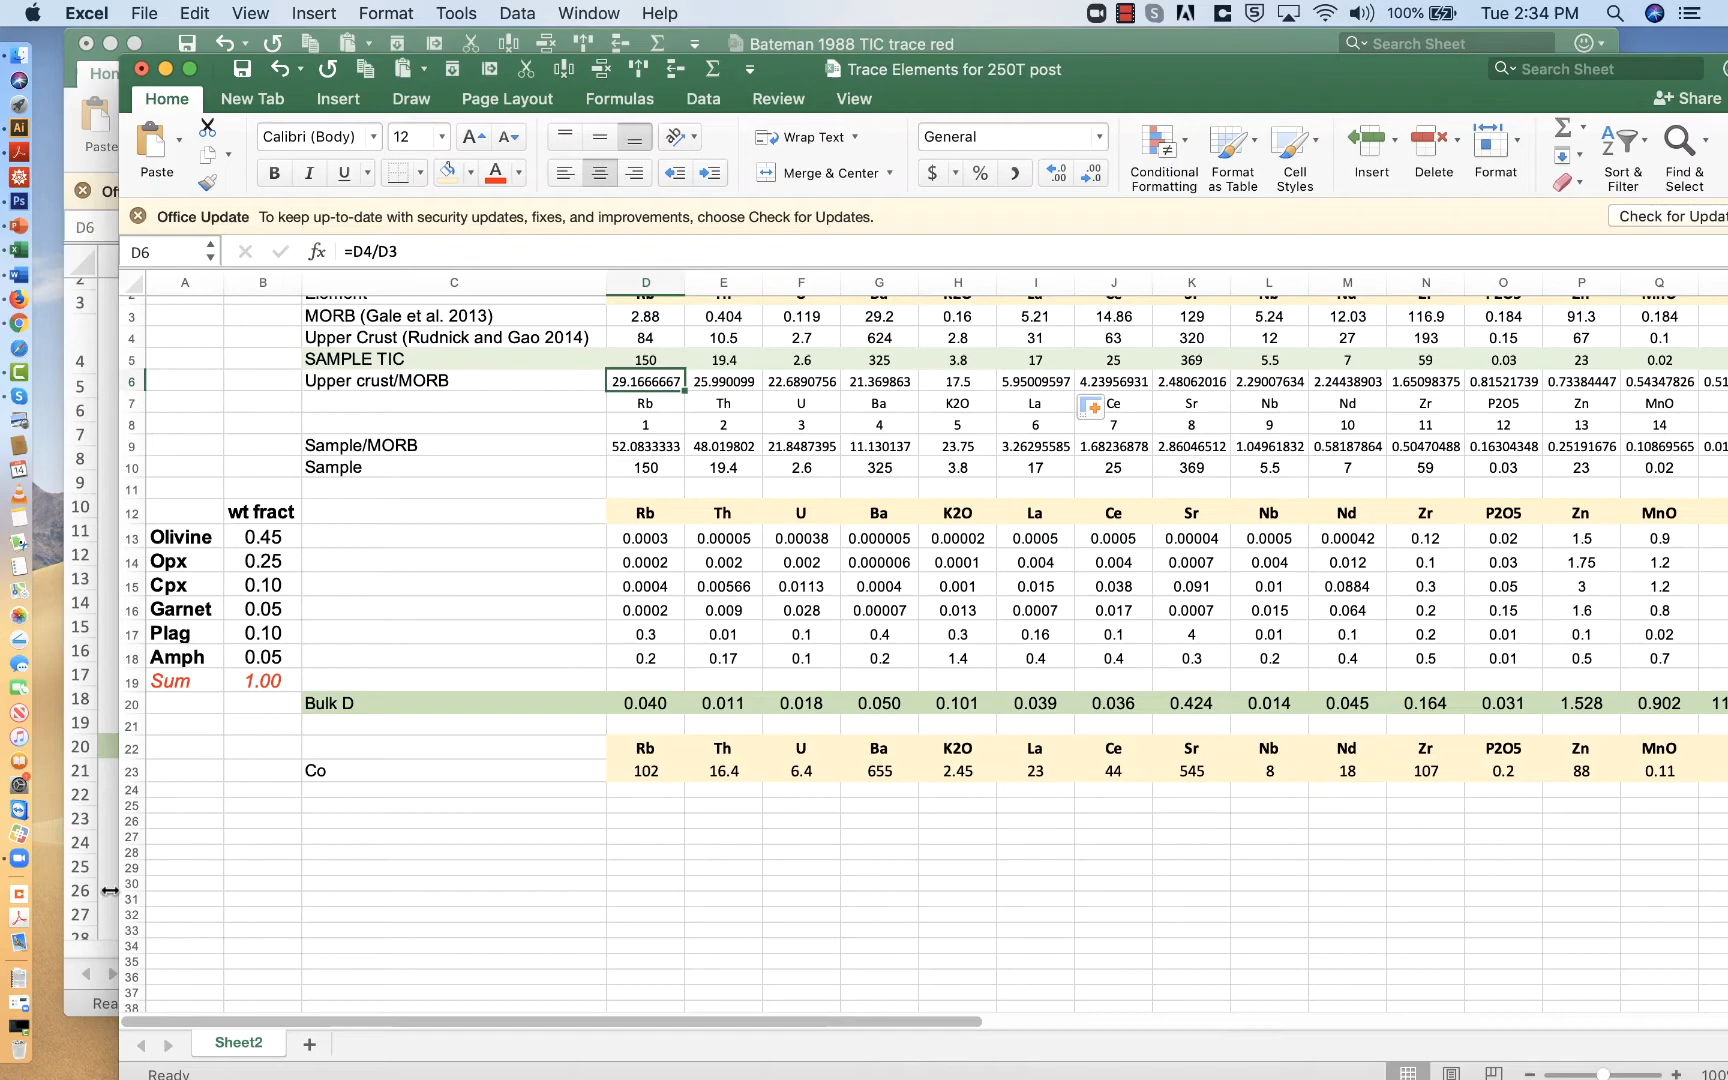 Excel File Edit View Insert Format Tools Data Window Help 100% Tue 2:34 PM
Bateman 1988 TIC trace red Search Sheet
Trace Elements for 250T post Search Sheet
Home New Tab Insert Draw Page Layout Formulas Data Review View Share
Paste Calibri (Body) 12 Wrap Text General
B I U A Merge & Center $ % Conditional Formatting Format as Table Cell Styles Insert Delete Format Sort & Filter Find & Select
Office Update To keep up-to-date with security updates, fixes, and improvements, choose Check for Updates. Check for Updat
D6 fx =D4/D3
A B C D E F G H I J K L M N O P Q
3 MORB (Gale et al. 2013) 2.88 0.404 0.119 29.2 0.16 5.21 14.86 129 5.24 12.03 116.9 0.184 91.3 0.184
4 Upper Crust (Rudnick and Gao 2014) 84 10.5 2.7 624 2.8 31 63 320 12 27 193 0.15 67 0.1
5 SAMPLE TIC 150 19.4 2.6 325 3.8 17 25 369 5.5 7 59 0.03 23 0.02
6 Upper crust/MORB 29.1666667 25.990099 22.6890756 21.369863 17.5 5.95009597 4.23956931 2.48062016 2.29007634 2.24438903 1.65098375 0.81521739 0.73384447 0.54347826 0.51
7 Rb Th U Ba K2O La Ce Sr Nb Nd Zr P2O5 Zn MnO
8 1 2 3 4 5 6 7 8 9 10 11 12 13 14
9 Sample/MORB 52.0833333 48.019802 21.8487395 11.130137 23.75 3.26295585 1.68236878 2.86046512 1.04961832 0.58187864 0.50470488 0.16304348 0.25191676 0.10869565 0.01
10 Sample 150 19.4 2.6 325 3.8 17 25 369 5.5 7 59 0.03 23 0.02
11
12 wt fract Rb Th U Ba K2O La Ce Sr Nb Nd Zr P2O5 Zn MnO
13 Olivine 0.45 0.0003 0.00005 0.00038 0.000005 0.00002 0.0005 0.0005 0.00004 0.0005 0.00042 0.12 0.02 1.5 0.9
14 Opx 0.25 0.0002 0.002 0.002 0.000006 0.0001 0.004 0.004 0.0007 0.004 0.012 0.1 0.03 1.75 1.2
15 Cpx 0.10 0.0004 0.00566 0.0113 0.0004 0.001 0.015 0.038 0.091 0.01 0.0884 0.3 0.05 3 1.2
16 Garnet 0.05 0.0002 0.009 0.028 0.00007 0.013 0.0007 0.017 0.0007 0.015 0.064 0.2 0.15 1.6 0.8
17 Plag 0.10 0.3 0.01 0.1 0.4 0.3 0.16 0.1 4 0.01 0.1 0.2 0.01 0.1 0.02
18 Amph 0.05 0.2 0.17 0.1 0.2 1.4 0.4 0.4 0.3 0.2 0.4 0.5 0.01 0.5 0.7
19 Sum 1.00
20 Bulk D 0.040 0.011 0.018 0.050 0.101 0.039 0.036 0.424 0.014 0.045 0.164 0.031 1.528 0.902 11
21
22 Rb Th U Ba K2O La Ce Sr Nb Nd Zr P2O5 Zn MnO
23 Co 102 16.4 6.4 655 2.45 23 44 545 8 18 107 0.2 88 0.11
24
25
26
27
28
29
30
31
32
33
34
35
36
37
38
Sheet2 +
Ready 100